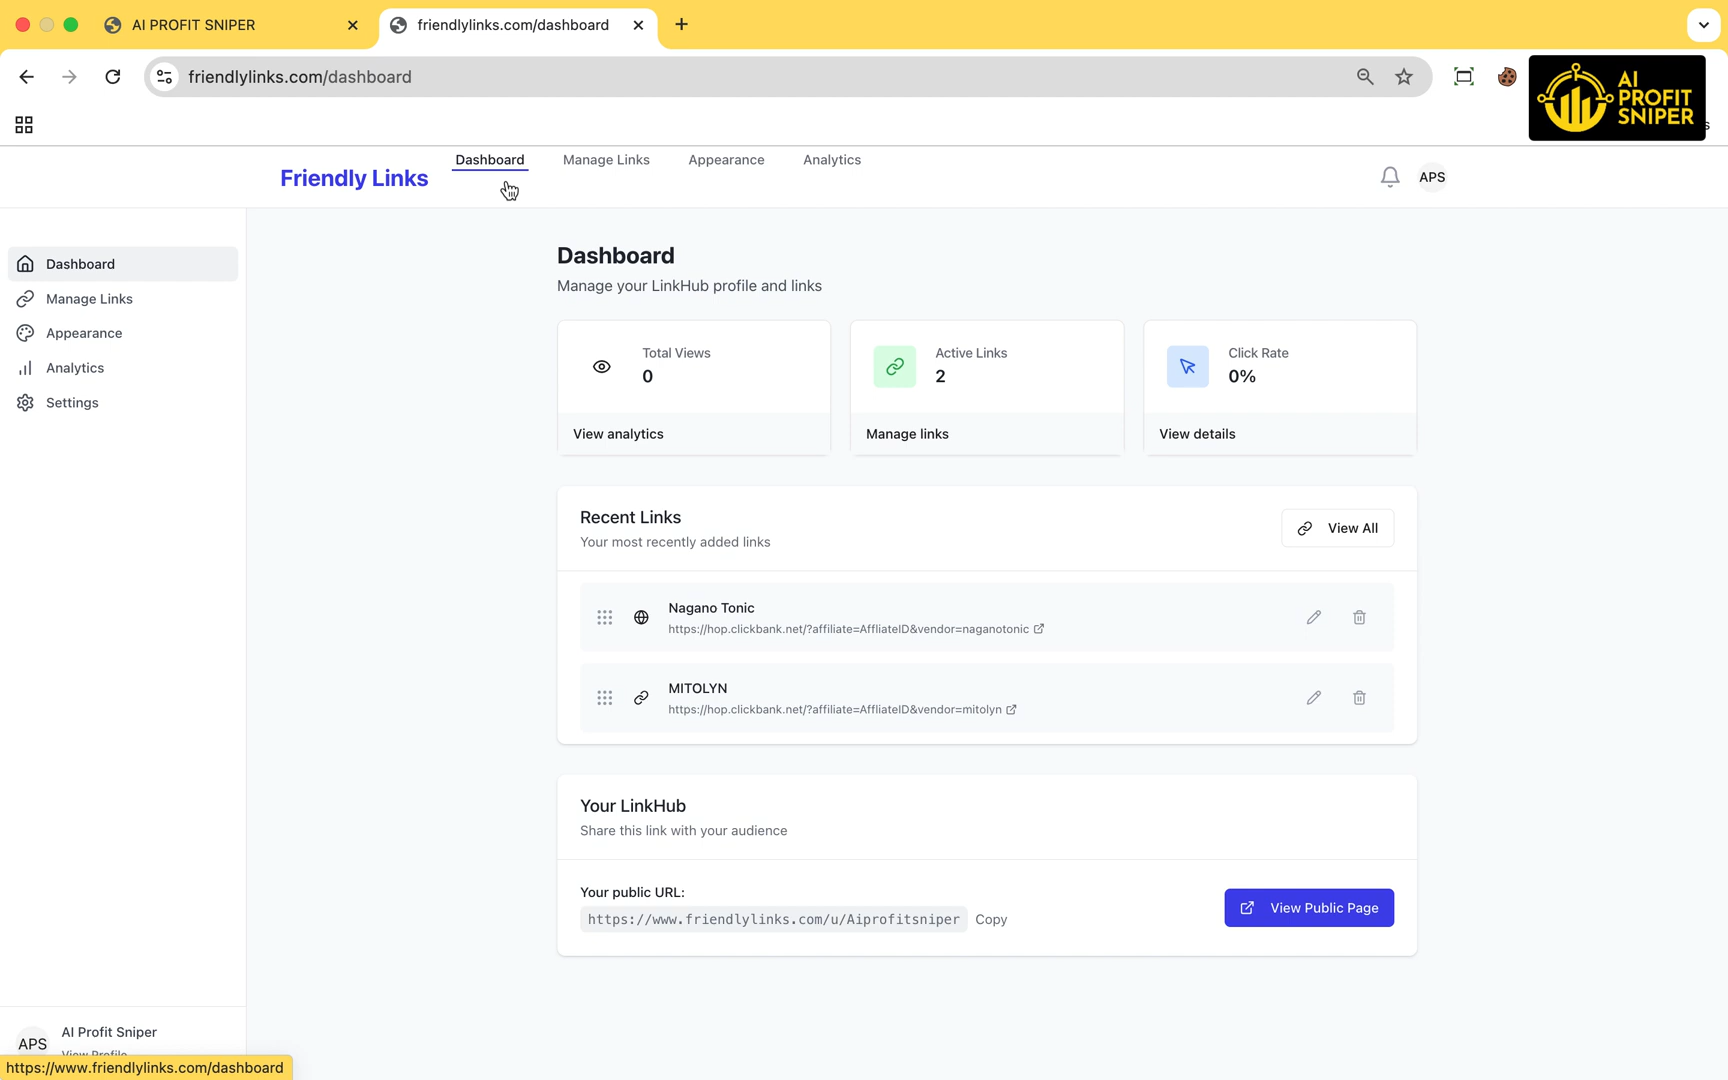 AI PROFIT SNIPER
friendlylinks.com/dashboard
friendlylinks.com/dashboard
AI
PROFIT
SNIPER
Friendly Links
Dashboard
Manage Links
Appearance
Analytics
APS
Dashboard
Manage Links
Appearance
Analytics
Settings
Dashboard
Manage your LinkHub profile and links
Total Views
0
View analytics
Active Links
2
Manage links
Click Rate
0%
View details
Recent Links
Your most recently added links
View All
Nagano Tonic
https://hop.clickbank.net/?affiliate=AffliateID&vendor=naganotonic
MITOLYN
https://hop.clickbank.net/?affiliate=AffliateID&vendor=mitolyn
Your LinkHub
Share this link with your audience
Your public URL:
https://www.friendlylinks.com/u/Aiprofitsniper Copy
View Public Page
APS
AI Profit Sniper
View Profile
https://www.friendlylinks.com/dashboard